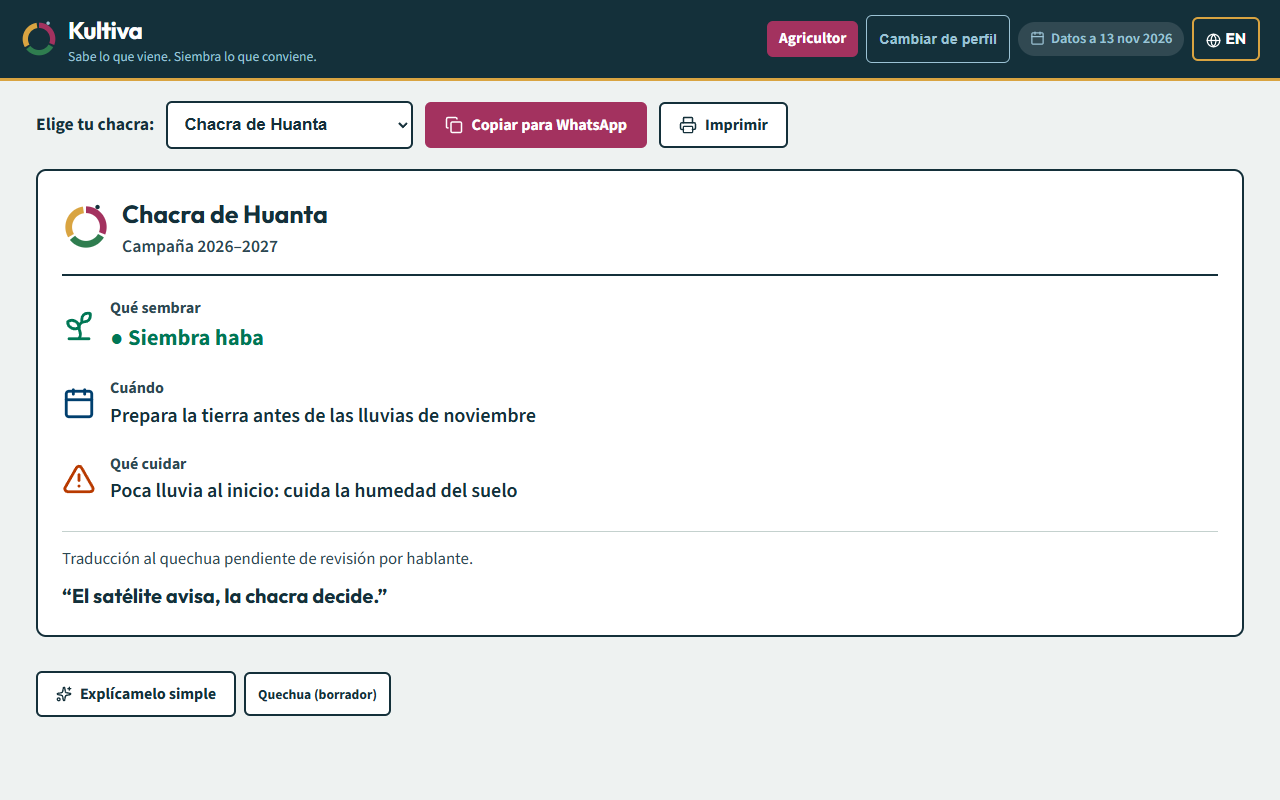 Kultiva
Sabe lo que viene. Siembra lo que conviene.
Agricultor
Cambiar de perfil
Datos a 13 nov 2026
EN
Elige tu chacra:
Chacra de Huanta
Copiar para WhatsApp
Imprimir
Chacra de Huanta
Campaña 2026–2027
Qué sembrar
● Siembra haba
Cuándo
Prepara la tierra antes de las lluvias de noviembre
Qué cuidar
Poca lluvia al inicio: cuida la humedad del suelo
Traducción al quechua pendiente de revisión por hablante.
“El satélite avisa, la chacra decide.”
Explícamelo simple
Quechua (borrador)